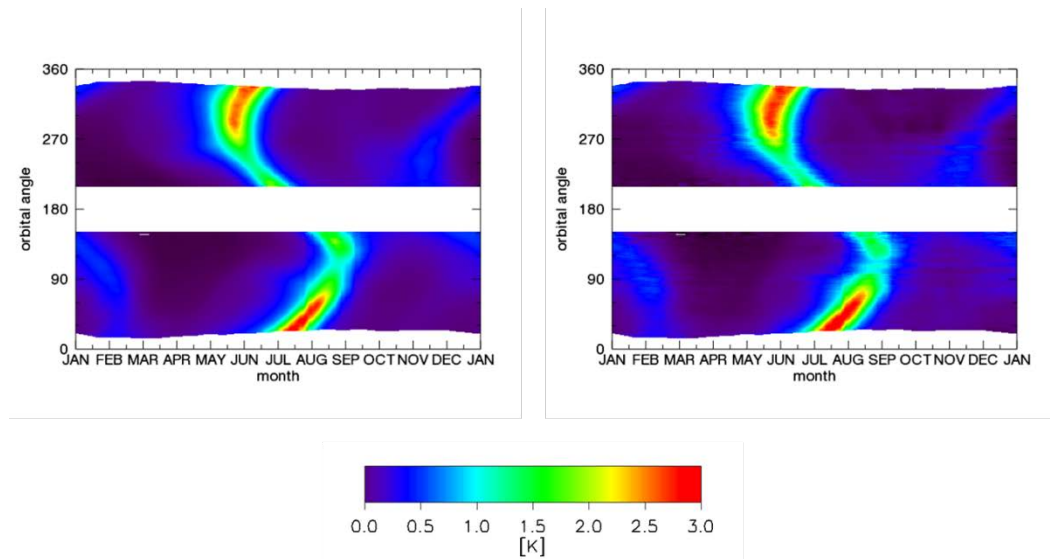 360
270
180
90
0
orbital angle
JAN FEB MAR APR MAY JUN JUL AUG SEP OCT NOV DEC JAN
month
360
270
180
90
0
orbital angle
JAN FEB MAR APR MAY JUN JUL AUG SEP OCT NOV DEC JAN
month
0.0 0.5 1.0 1.5 2.0 2.5 3.0
[K]